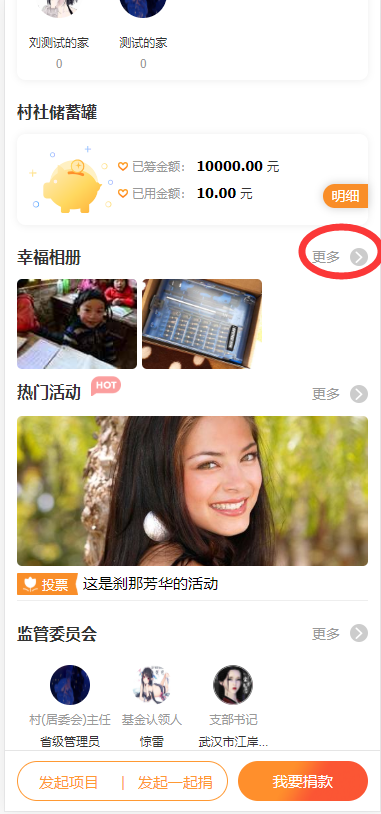 刘测试的家 测试的家
0 0
村社储蓄罐
已筹金额： 10000.00 元
已用金额： 10.00 元
明细
幸福相册 更多
热门活动 HOT 更多
投票 这是刹那芳华的活动
监管委员会 更多
村(居委会)主任 基金认领人 支部书记
省级管理员 惊雷 武汉市江岸...
发起项目 | 发起一起捐 我要捐款